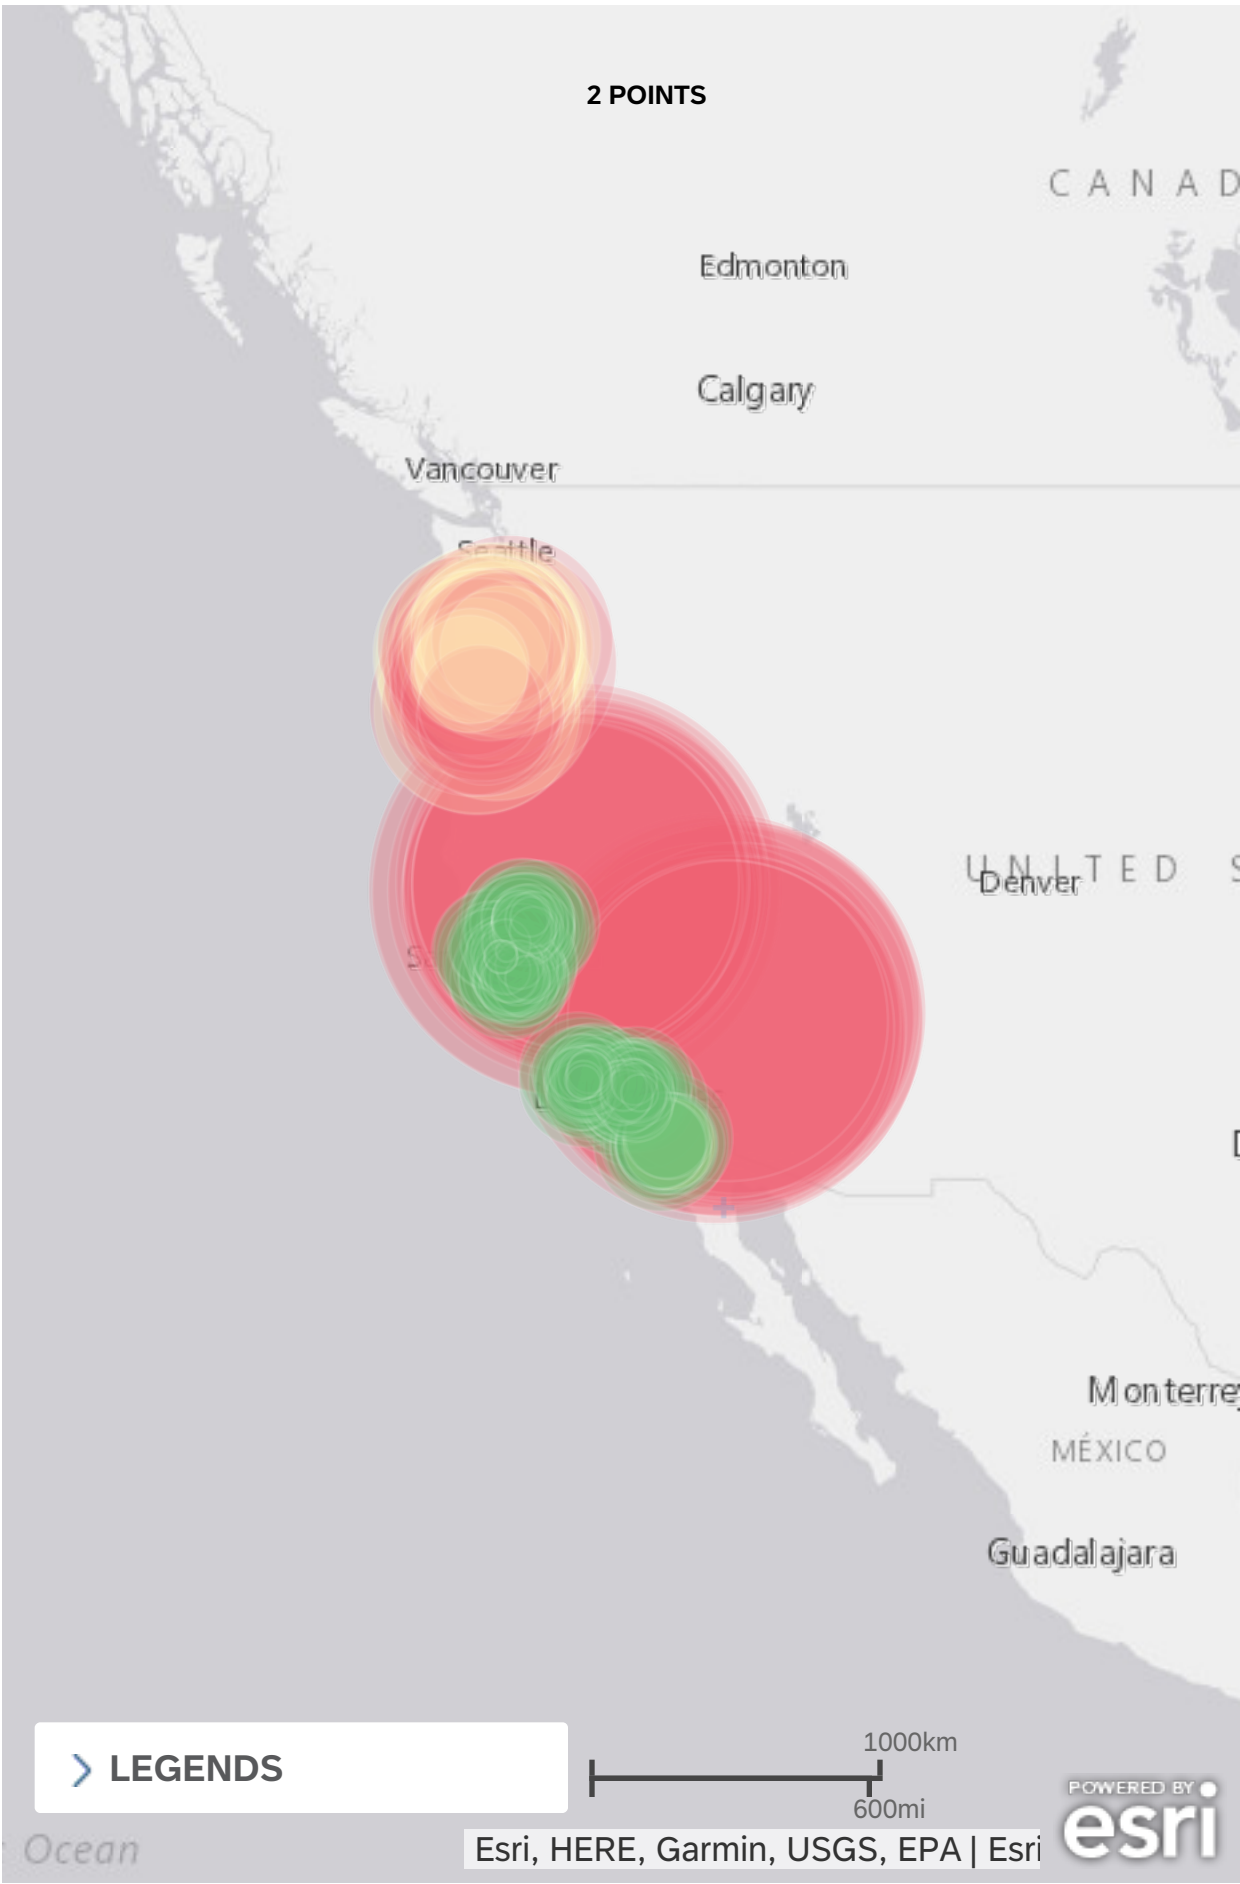 2 POINTS
CANAD
Edmonton
Calgary
Vancouver
Seattle
UNITED S
Denver
Monterrey
MÉXICO
Guadalajara
1000km
LEGENDS
600mi
POWERED BY
esri
Ocean
Esri, HERE, Garmin, USGS, EPA | Esri